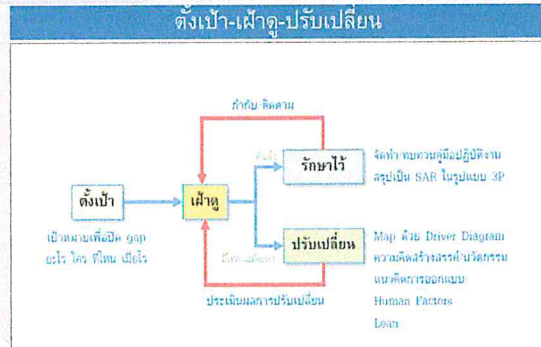 ตั้งเป้า-เฝ้าดู-ปรับเปลี่ยน
กำกับ ติดตาม
รักษาไว้
จัดทำ/ทบทวนคู่มือปฏิบัติงาน
สรุปเป็น SAR ในรูปแบบ 3P
ตั้งเป้า
เฝ้าดู
เป้าหมายเพื่อปิด gap
อะไร ใคร ที่ไหน เมื่อไร
ปรับเปลี่ยน
Map ด้วย Driver Diagram
ความคิดสร้างสรรค์/นวัตกรรม
แนวคิดการออกแบบ
Human Factors
Lean
ประเมินผลการปรับเปลี่ยน